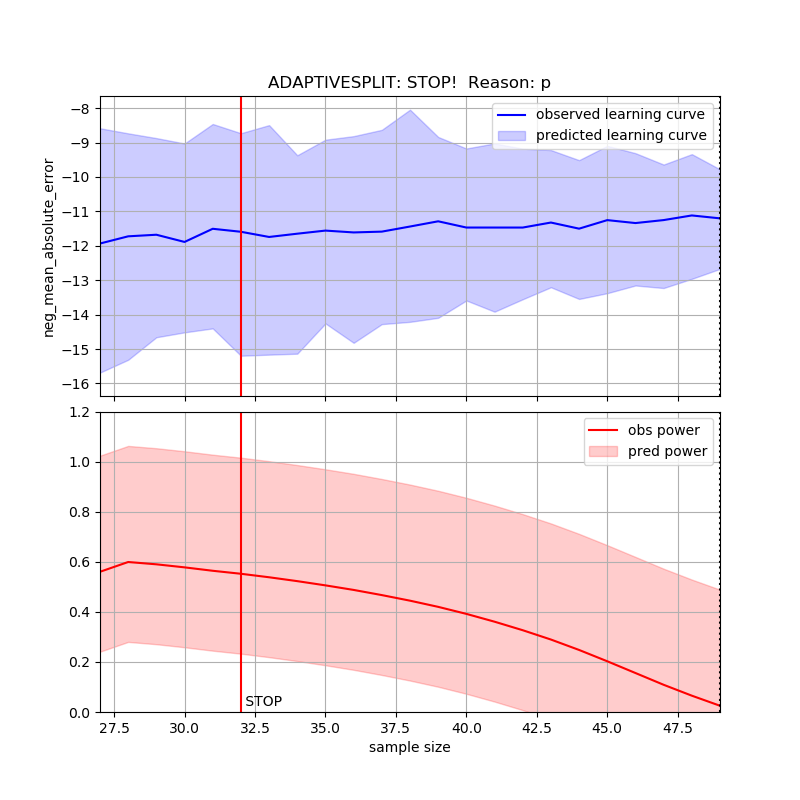 ADAPTIVESPLIT: STOP!  Reason: p
observed learning curve
predicted learning curve
neg_mean_absolute_error
−8
−9
−10
−11
−12
−13
−14
−15
−16
obs power
pred power
1.2
1.0
0.8
0.6
0.4
0.2
0.0
STOP
27.5 30.0 32.5 35.0 37.5 40.0 42.5 45.0 47.5
sample size